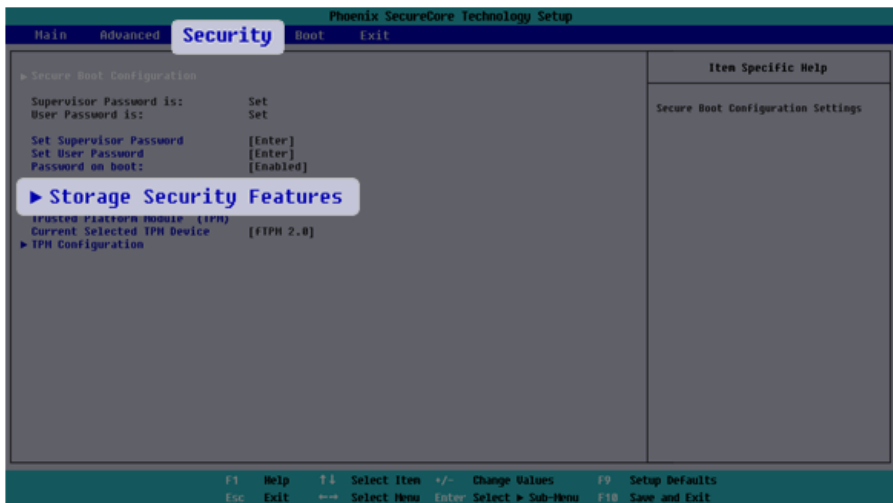 Phoenix SecureCore Technology Setup
Main Advanced Security Boot Exit
▶ Secure Boot Configuration
Item Specific Help
Supervisor Password is: Set
User Password is: Set
Secure Boot Configuration Settings
Set Supervisor Password [Enter]
Set User Password [Enter]
Password on boot: [Enabled]
▶ Storage Security Features
Trusted Platform Module (TPM)
Current Selected TPM Device [fTPM 2.0]
▶ TPM Configuration
F1 Help ↑↓ Select Item +/- Change Values F9 Setup Defaults
Esc Exit ←→ Select Menu Enter Select ▶ Sub-Menu F10 Save and Exit